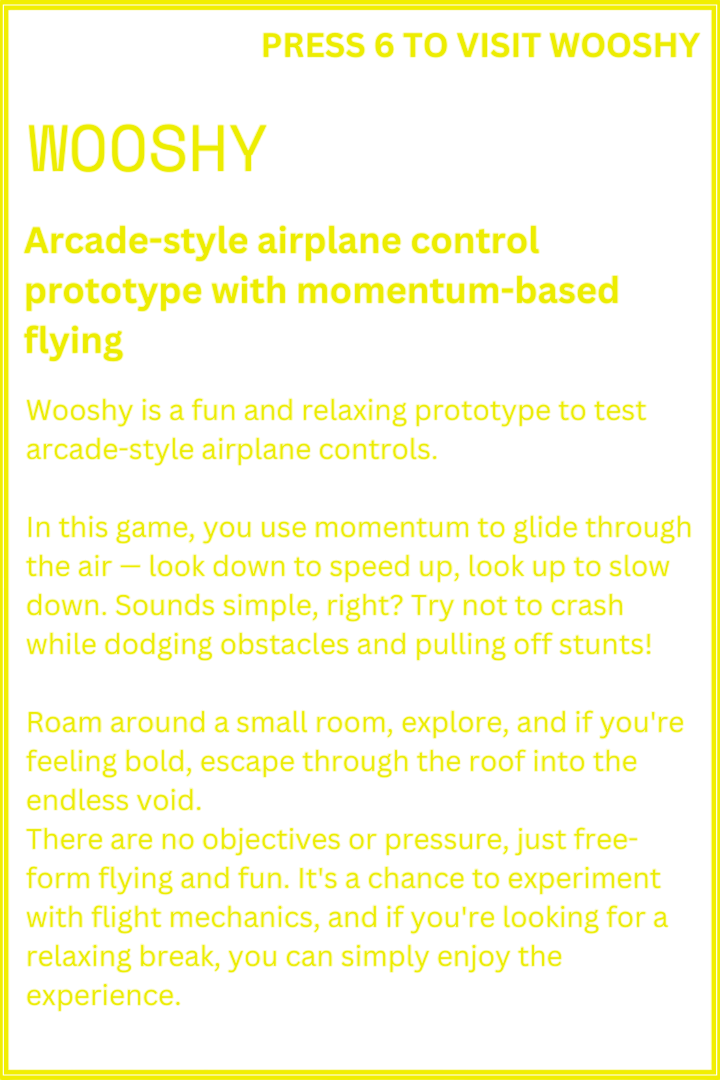 PRESS 6 TO VISIT WOOSHY
WOOSHY
Arcade-style airplane control
prototype with momentum-based
flying
Wooshy is a fun and relaxing prototype to test
arcade-style airplane controls.
In this game, you use momentum to glide through
the air — look down to speed up, look up to slow
down. Sounds simple, right? Try not to crash
while dodging obstacles and pulling off stunts!
Roam around a small room, explore, and if you're
feeling bold, escape through the roof into the
endless void.
There are no objectives or pressure, just free-
form flying and fun. It's a chance to experiment
with flight mechanics, and if you're looking for a
relaxing break, you can simply enjoy the
experience.